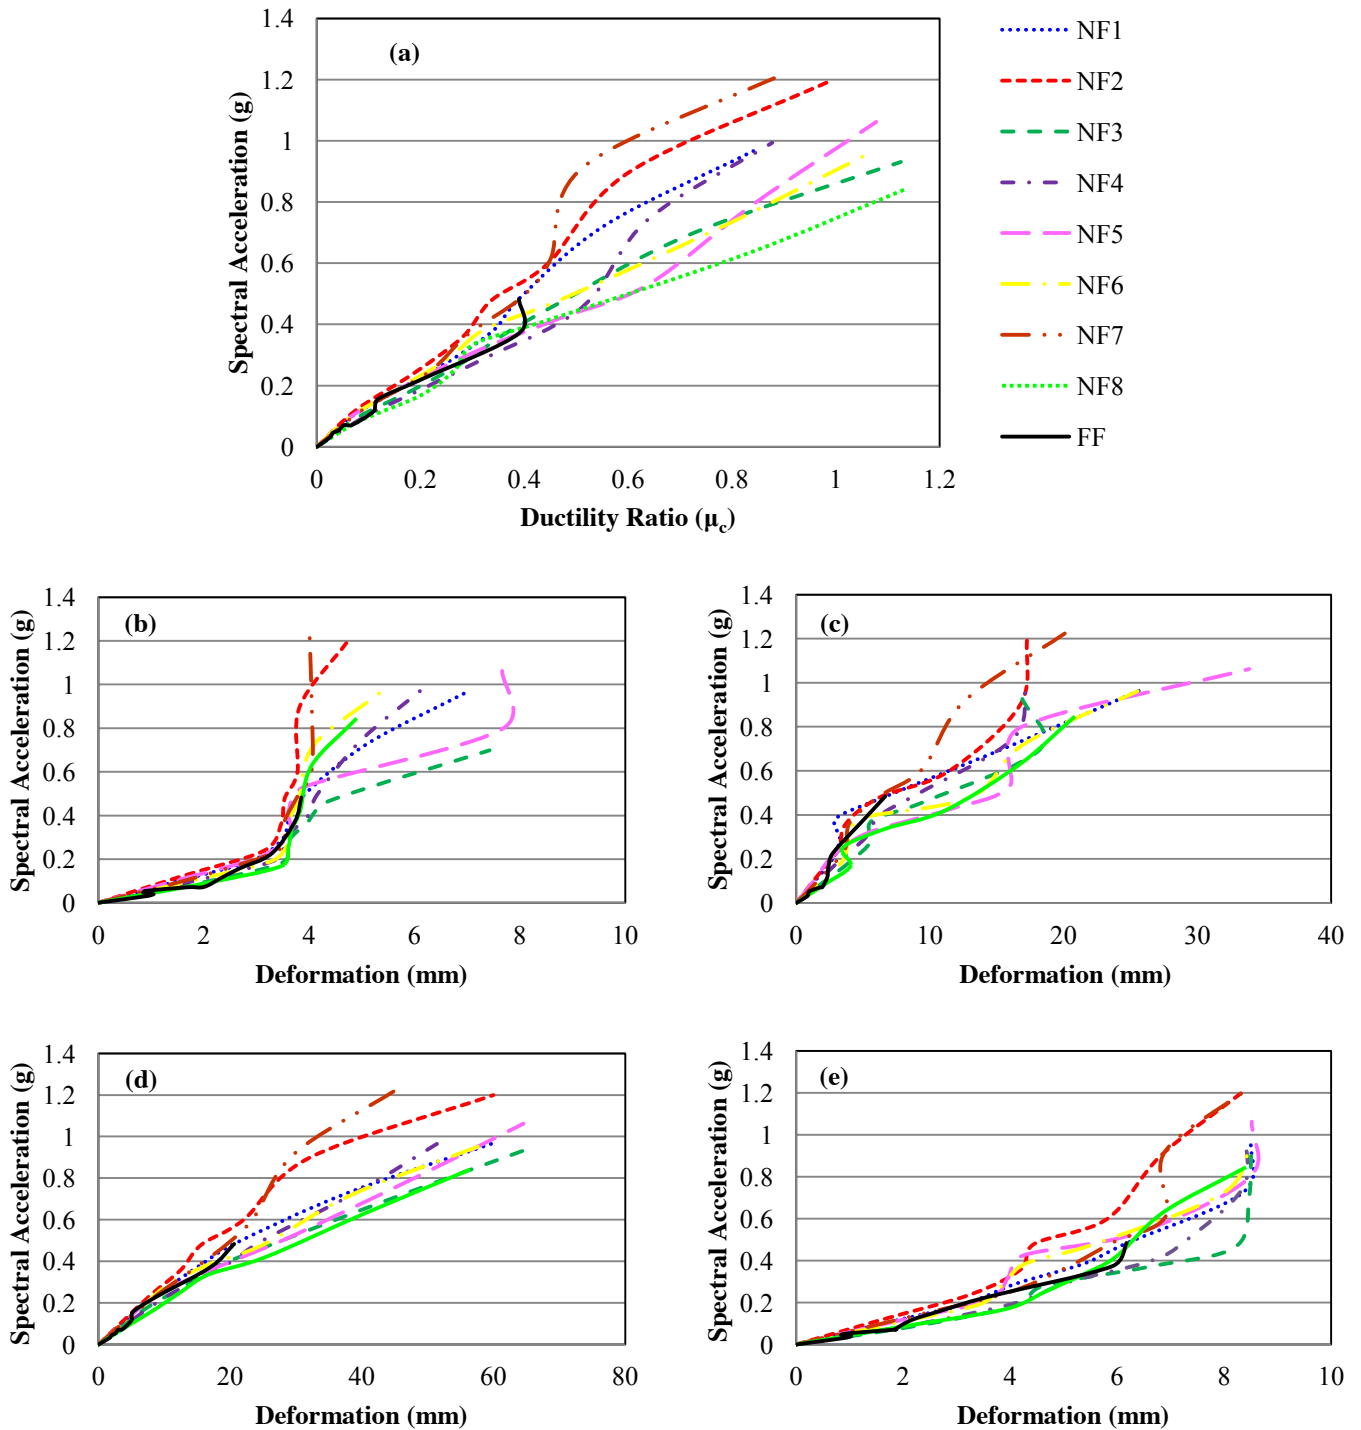 1.4
1.2
1
0.8
0.6
0.4
0.2
0
Spectral Acceleration (g)
(a)
0 0.2 0.4 0.6 0.8 1 1.2
Ductility Ratio (μc)
NF1
NF2
NF3
NF4
NF5
NF6
NF7
NF8
FF
1.4
1.2
1
0.8
0.6
0.4
0.2
0
Spectral Acceleration (g)
(b)
0 2 4 6 8 10
Deformation (mm)
1.4
1.2
1
0.8
0.6
0.4
0.2
0
Spectral Acceleration (g)
(c)
0 10 20 30 40
Deformation (mm)
1.4
1.2
1
0.8
0.6
0.4
0.2
0
Spectral Acceleration (g)
(d)
0 20 40 60 80
Deformation (mm)
1.4
1.2
1
0.8
0.6
0.4
0.2
0
Spectral Acceleration (g)
(e)
0 2 4 6 8 10
Deformation (mm)